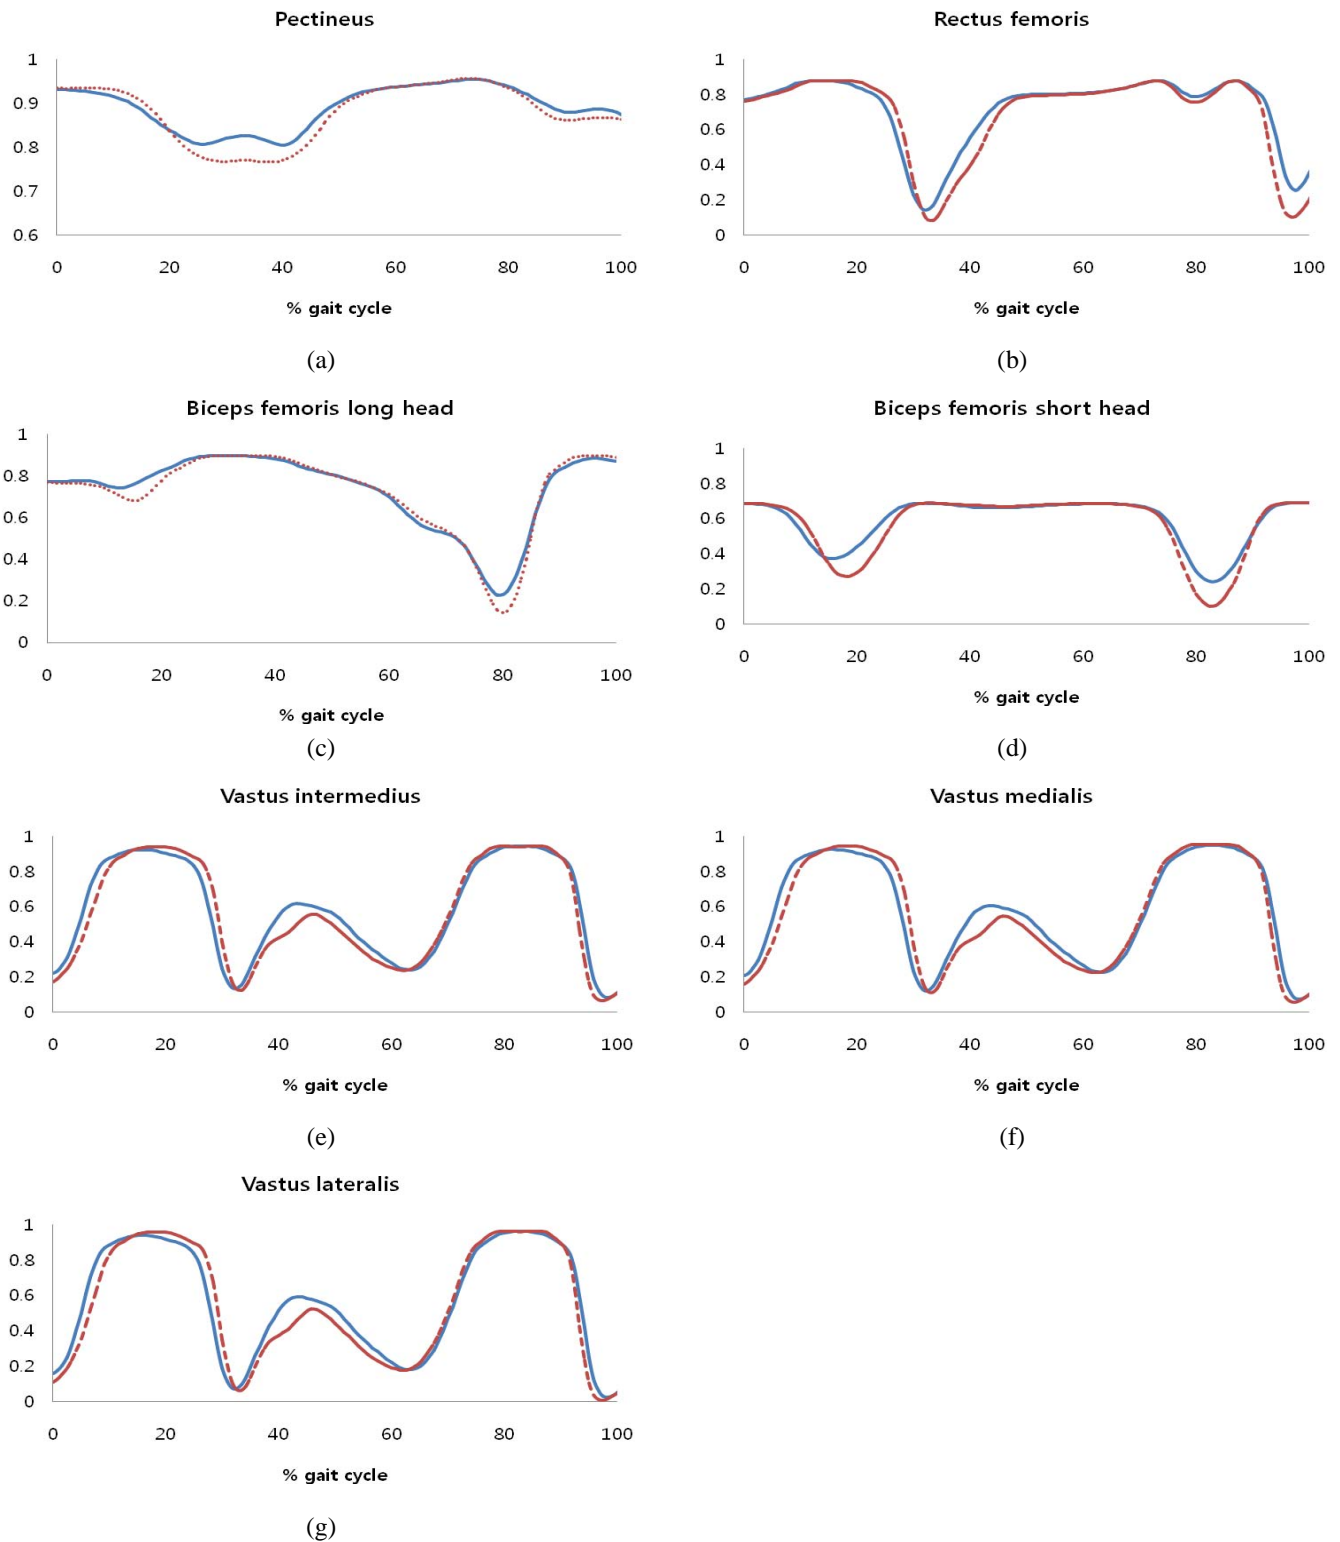 Pectineus
1
0.9
0.8
0.7
0.6
0 20 40 60 80 100
% gait cycle
(a)
Rectus femoris
1
0.8
0.6
0.4
0.2
0
0 20 40 60 80 100
% gait cycle
(b)
Biceps femoris long head
1
0.8
0.6
0.4
0.2
0
0 20 40 60 80 100
% gait cycle
(c)
Biceps femoris short head
1
0.8
0.6
0.4
0.2
0
0 20 40 60 80 100
% gait cycle
(d)
Vastus intermedius
1
0.8
0.6
0.4
0.2
0
0 20 40 60 80 100
% gait cycle
(e)
Vastus medialis
1
0.8
0.6
0.4
0.2
0
0 20 40 60 80 100
% gait cycle
(f)
Vastus lateralis
1
0.8
0.6
0.4
0.2
0
0 20 40 60 80 100
% gait cycle
(g)